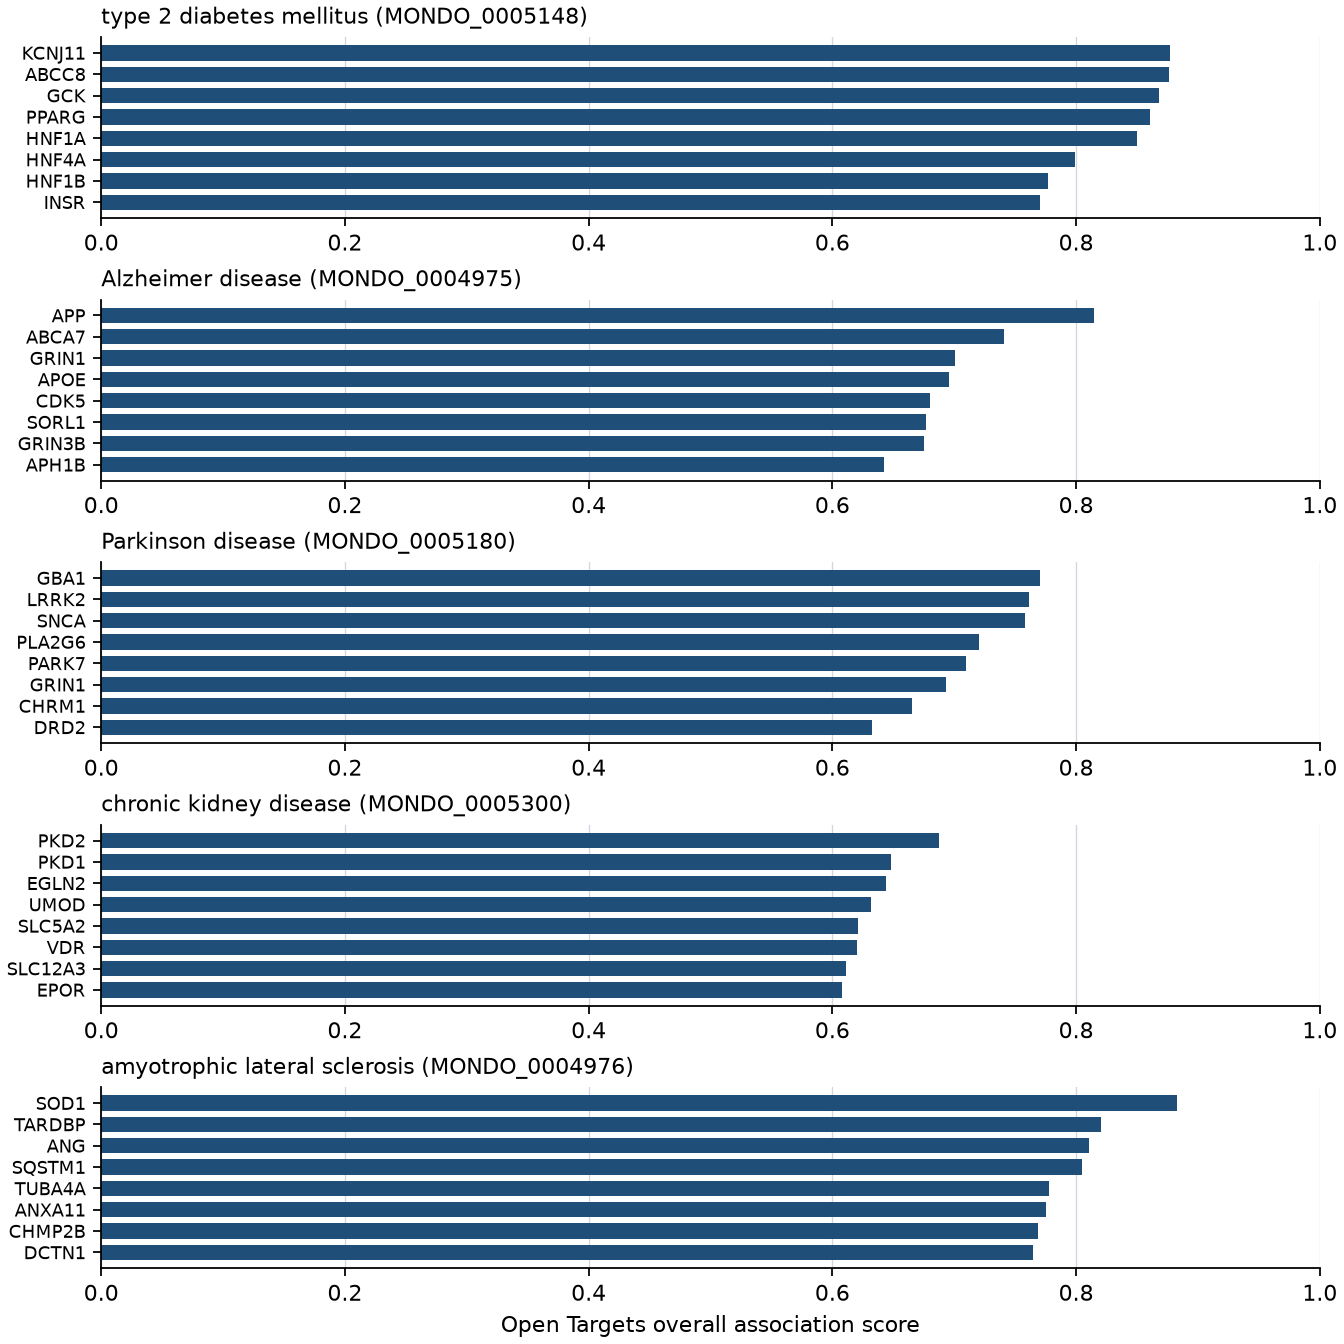 type 2 diabetes mellitus (MONDO_0005148)
KCNJ11
ABCC8
GCK
PPARG
HNF1A
HNF4A
HNF1B
INSR
0.0 0.2 0.4 0.6 0.8 1.0
Alzheimer disease (MONDO_0004975)
APP
ABCA7
GRIN1
APOE
CDK5
SORL1
GRIN3B
APH1B
0.0 0.2 0.4 0.6 0.8 1.0
Parkinson disease (MONDO_0005180)
GBA1
LRRK2
SNCA
PLA2G6
PARK7
GRIN1
CHRM1
DRD2
0.0 0.2 0.4 0.6 0.8 1.0
chronic kidney disease (MONDO_0005300)
PKD2
PKD1
EGLN2
UMOD
SLC5A2
VDR
SLC12A3
EPOR
0.0 0.2 0.4 0.6 0.8 1.0
amyotrophic lateral sclerosis (MONDO_0004976)
SOD1
TARDBP
ANG
SQSTM1
TUBA4A
ANXA11
CHMP2B
DCTN1
0.0 0.2 0.4 0.6 0.8 1.0
Open Targets overall association score